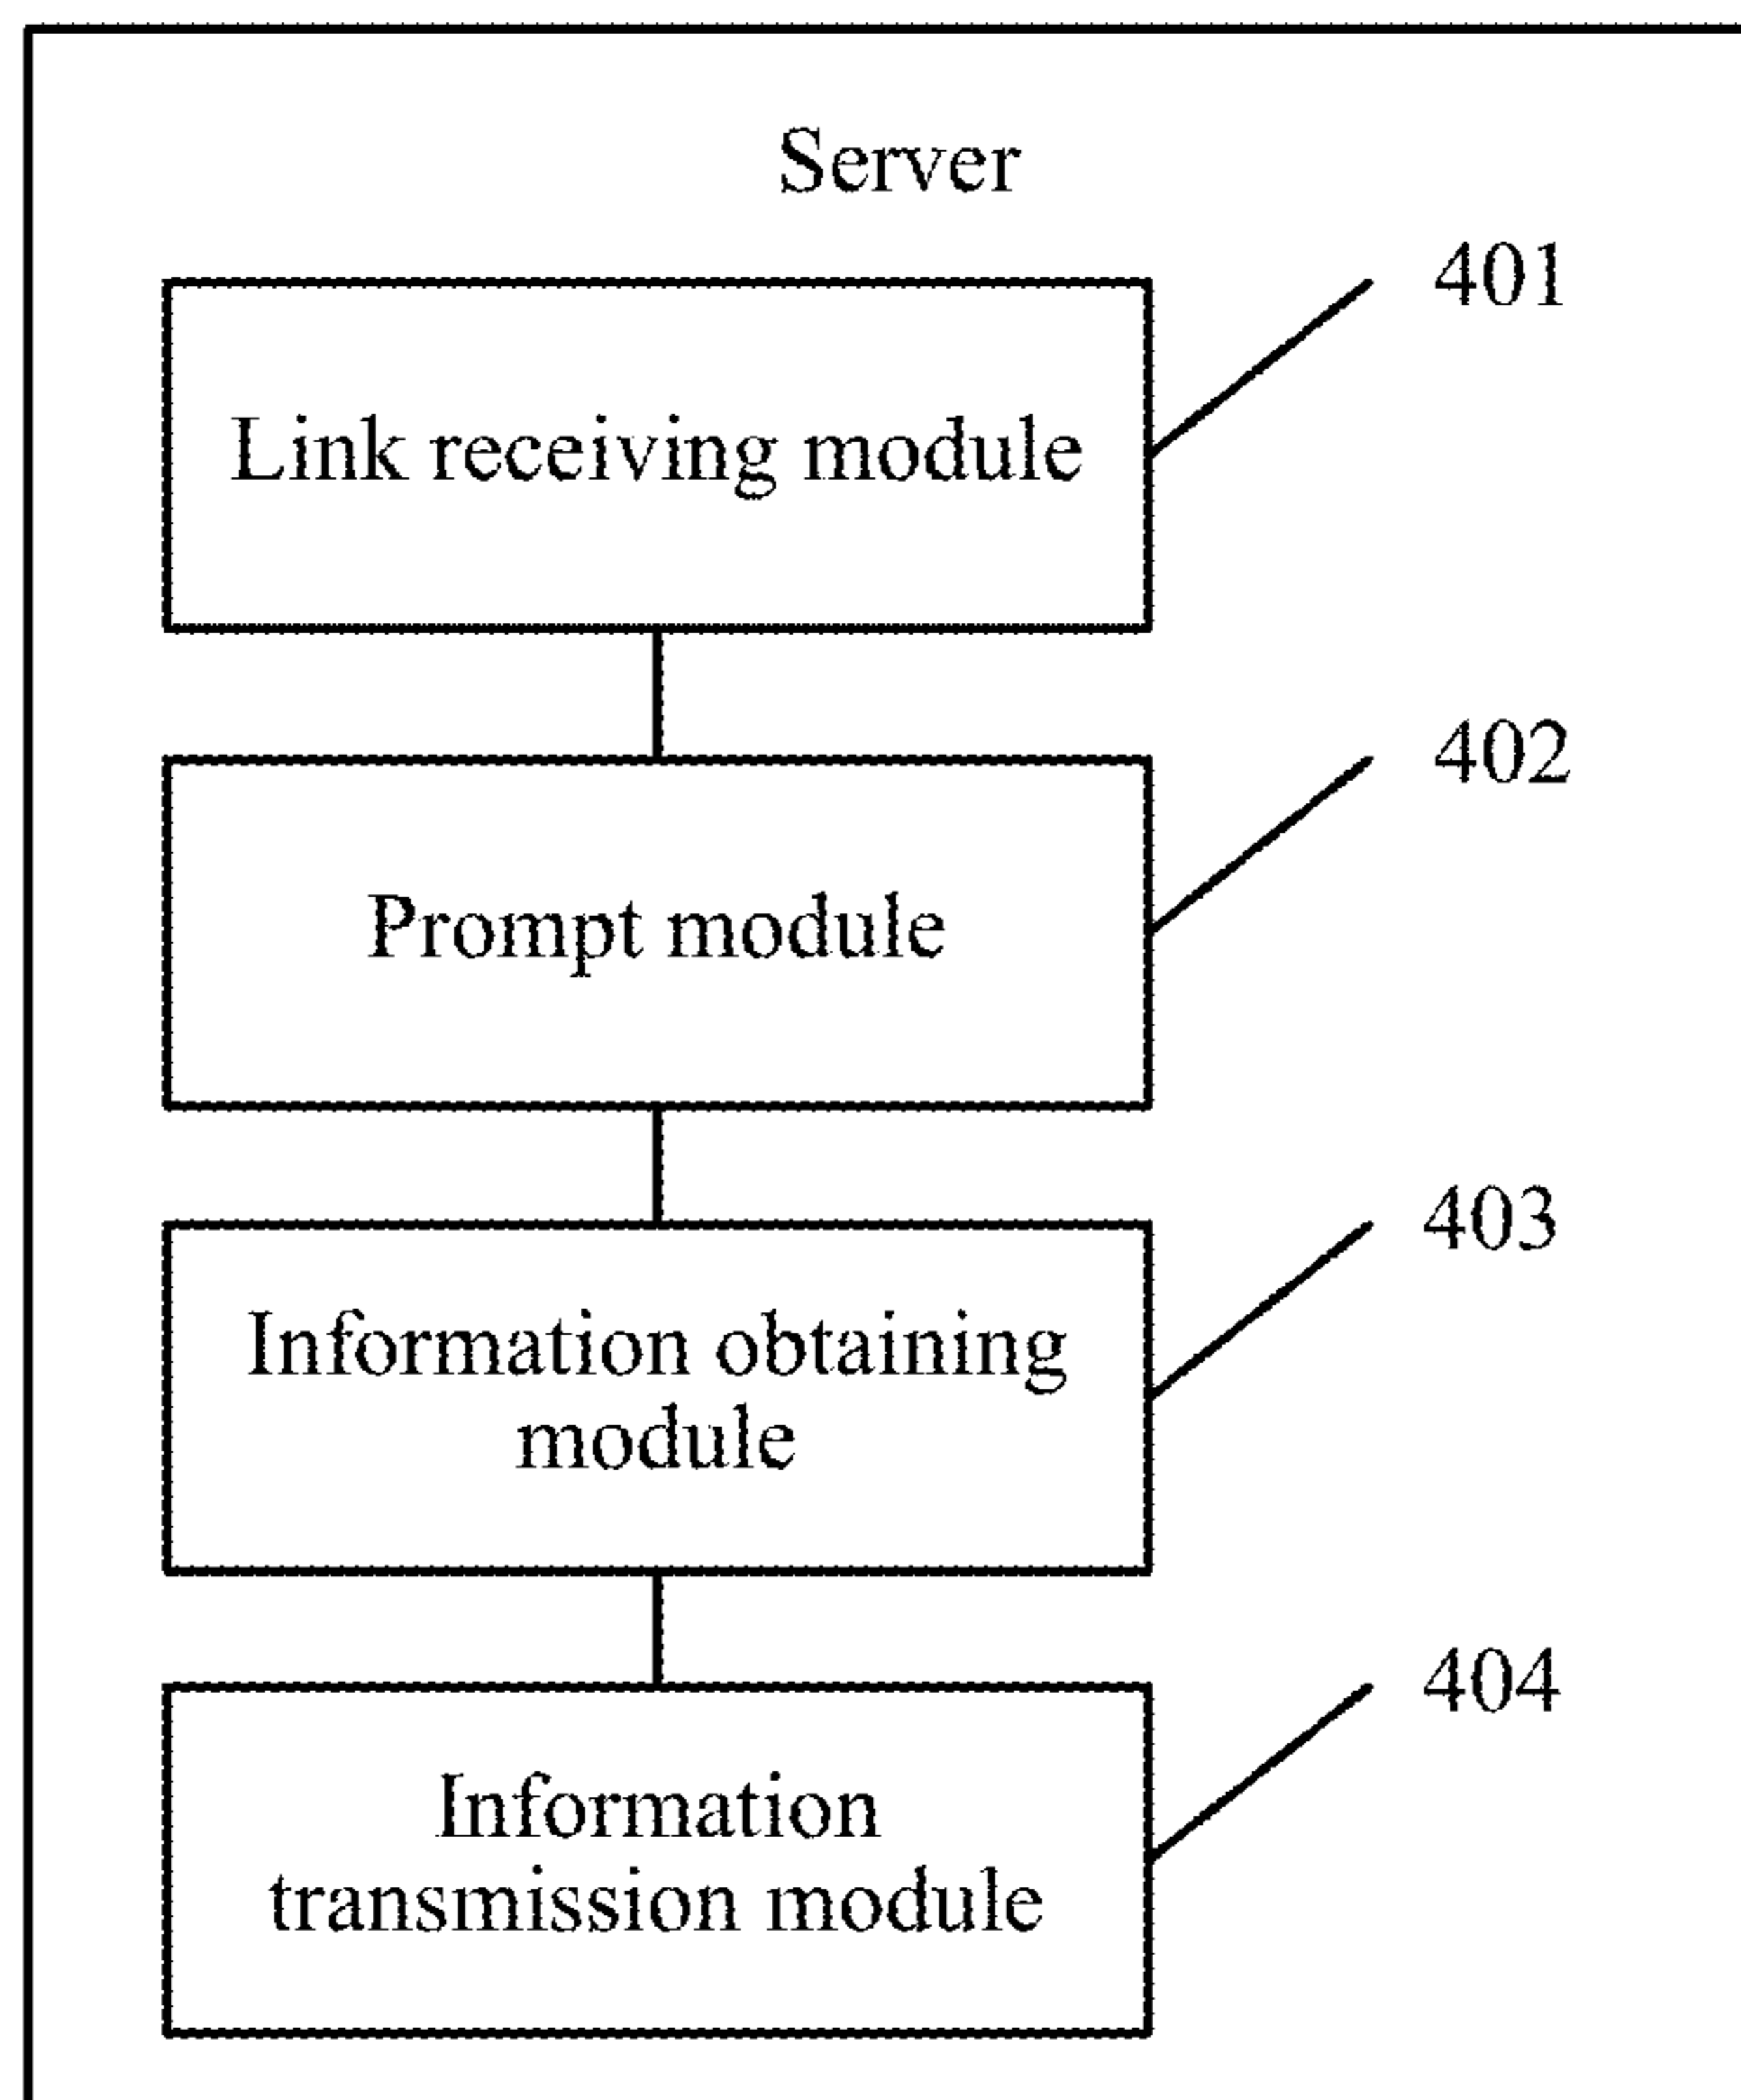 Server
401
Link receiving module
402
Prompt module
403
Information obtaining
module
404
Information
transmission module